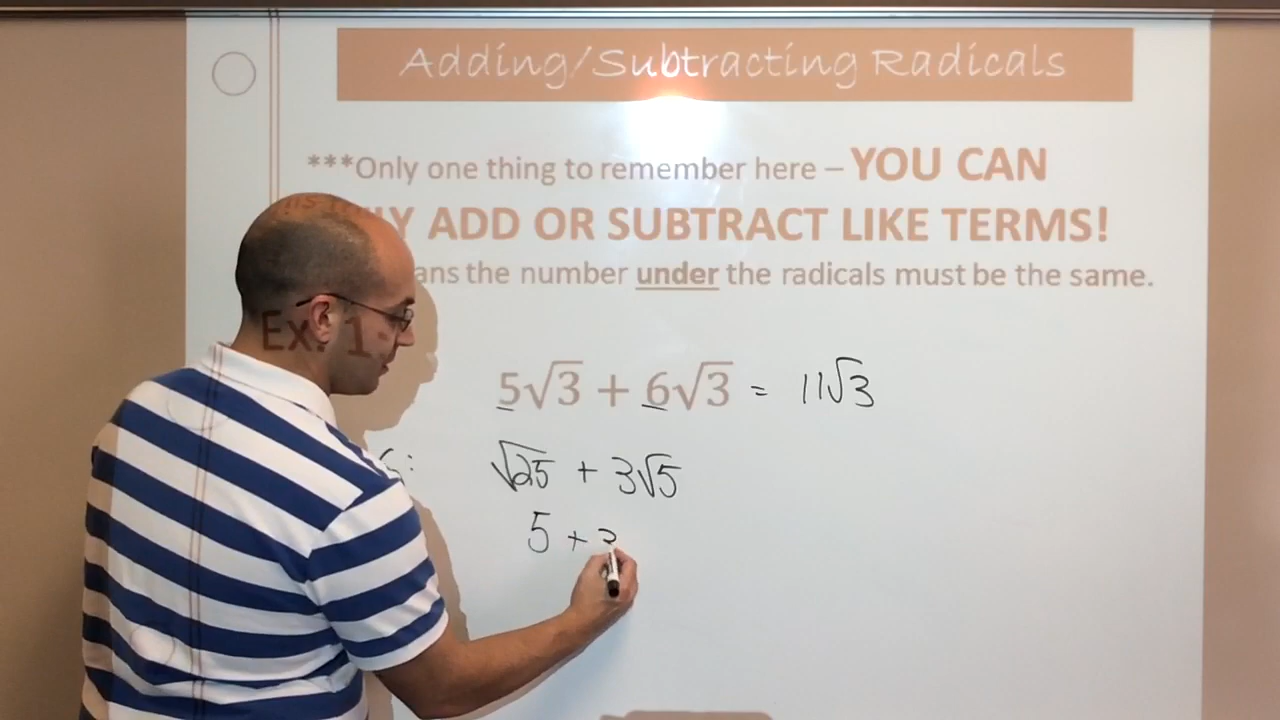 Adding/Subtracting Radicals
***Only one thing to remember here – YOU CAN
ADD OR SUBTRACT LIKE TERMS!
the number under the radicals must be the same.
Ex. 1:
5√3 + 6√3 = 11√3
√25 + 3√5
5 +